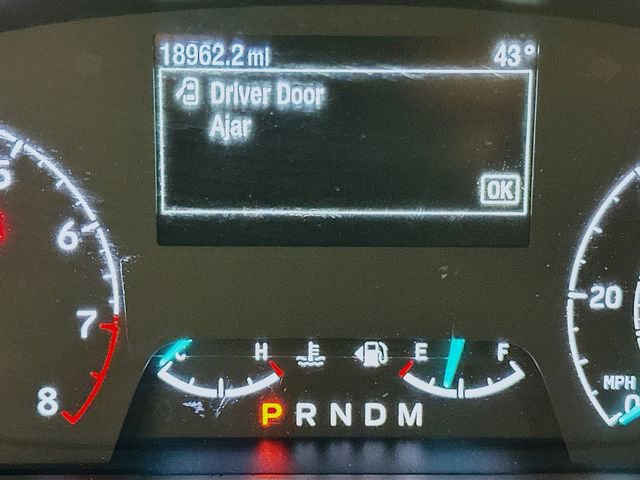 18962.2 mi 43°
Driver Door
Ajar
OK
5
6
7
8
C H E F
P R N D M
20
MPH
0